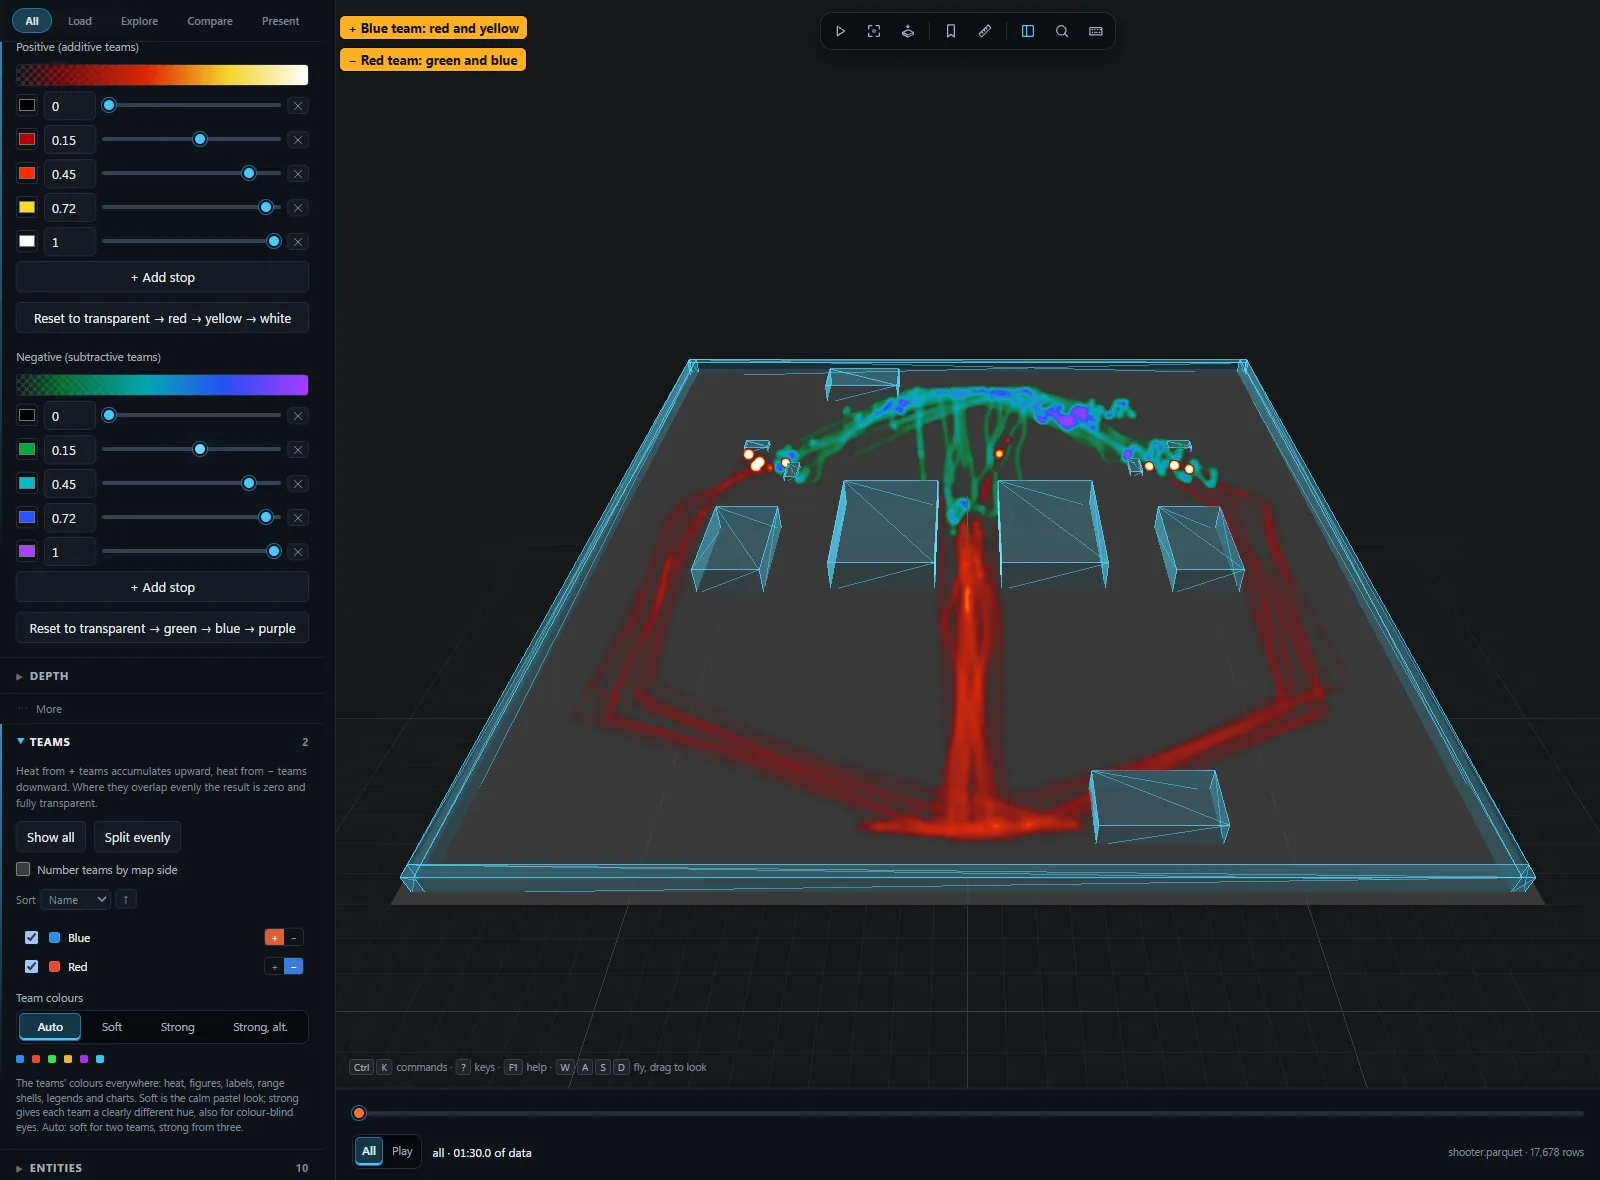 All Load Explore Compare Present
Positive (additive teams)
0
0.15
0.45
0.72
1
+ Add stop
Reset to transparent → red → yellow → white
Negative (subtractive teams)
0
0.15
0.45
0.72
1
+ Add stop
Reset to transparent → green → blue → purple
DEPTH
More
TEAMS 2
Heat from + teams accumulates upward, heat from − teams
downward. Where they overlap evenly the result is zero and
fully transparent.
Show all Split evenly
Number teams by map side
Sort Name ↑
Blue + −
Red + −
Team colours
Auto Soft Strong Strong, alt.
The teams' colours everywhere: heat, figures, labels, range
shells, legends and charts. Soft is the calm pastel look; strong
gives each team a clearly different hue, also for colour-blind
eyes. Auto: soft for two teams, strong from three.
ENTITIES 10
+ Blue team: red and yellow
− Red team: green and blue
Ctrl K commands · ? keys · F1 help · W A S D fly, drag to look
All Play all · 01:30.0 of data
shooter.parquet · 17,678 rows